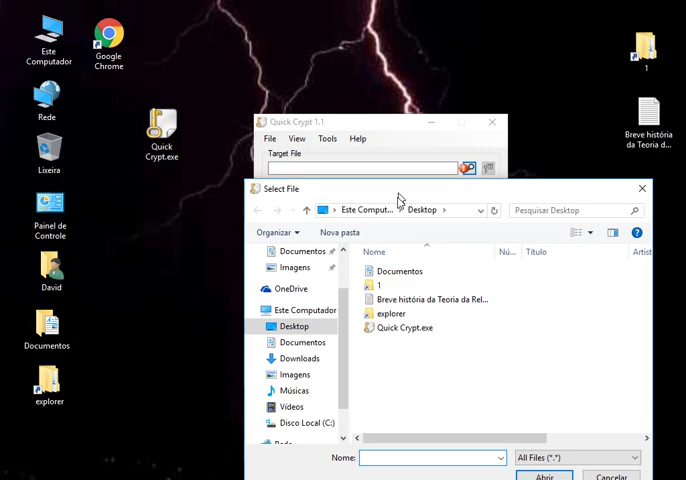 Este
Computador
Google
Chrome
Rede
Lixeira
Painel de
Controle
David
Documentos
explorer
Quick
Crypt.exe
1
Breve história
da Teoria d...
Quick Crypt 1.1
File View Tools Help
Target File
Select File
Este Comput... Desktop
Pesquisar Desktop
Organizar Nova pasta
Documentos
Imagens
OneDrive
Este Computador
Desktop
Documentos
Downloads
Imagens
Músicas
Vídeos
Disco Local (C:)
Nome Nú... Título Artist
Documentos
1
Breve história da Teoria da Rel...
explorer
Quick Crypt.exe
Nome:
All Files (*.*)
Abrir Cancelar